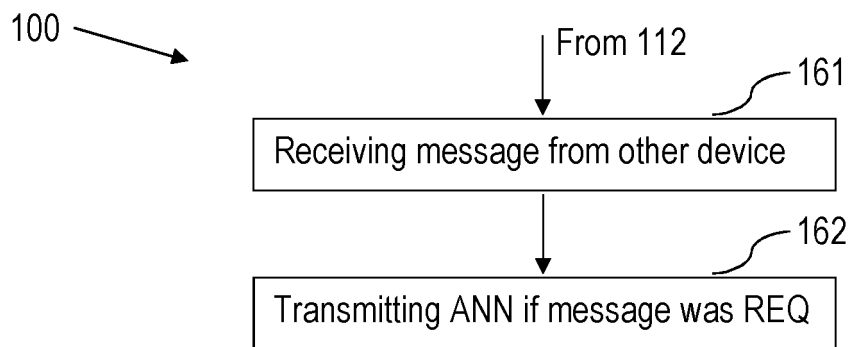 100
From 112
161
Receiving message from other device
162
Transmitting ANN if message was REQ